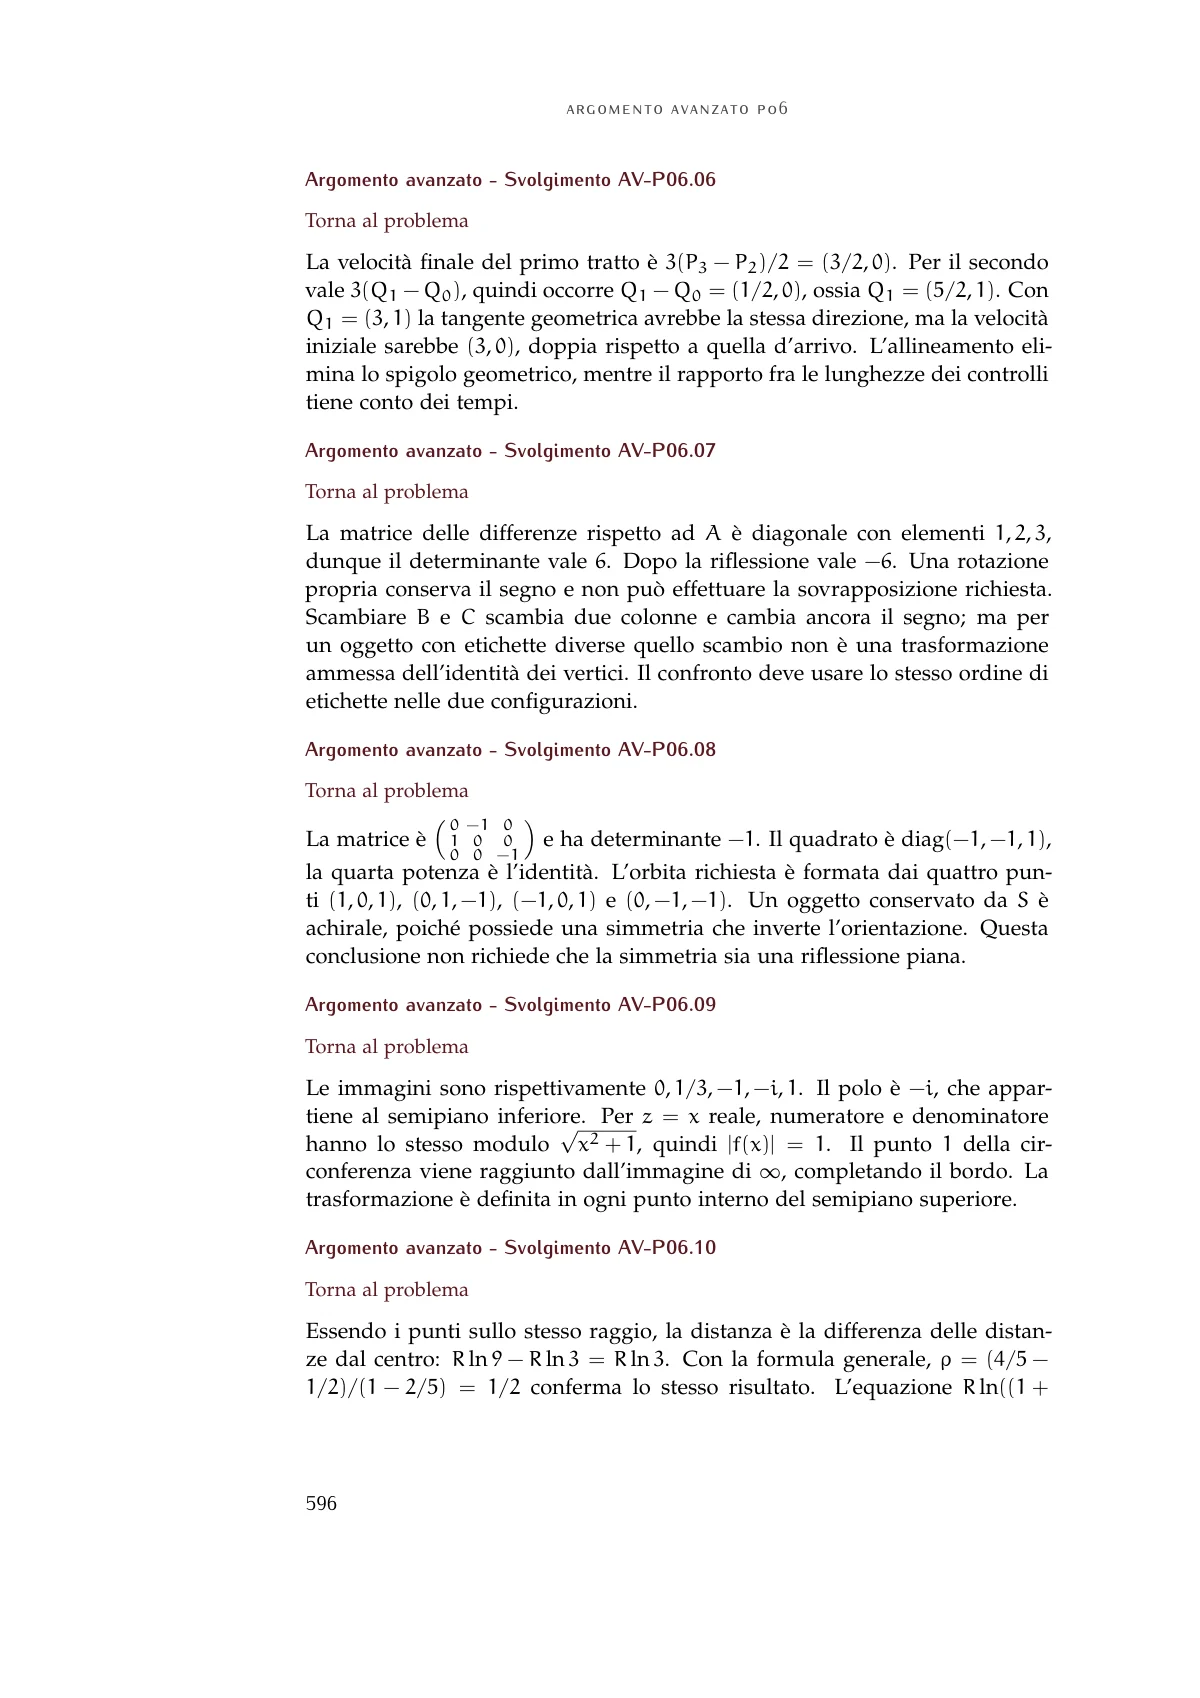 ARGOMENTO AVANZATO P06
Argomento avanzato - Svolgimento AV-P06.06
Torna al problema
La velocità finale del primo tratto è 3(P₃ − P₂)/2 = (3/2, 0). Per il secondo
vale 3(Q₁ − Q₀), quindi occorre Q₁ − Q₀ = (1/2, 0), ossia Q₁ = (5/2, 1). Con
Q₁ = (3, 1) la tangente geometrica avrebbe la stessa direzione, ma la velocità
iniziale sarebbe (3, 0), doppia rispetto a quella d'arrivo. L'allineamento eli-
mina lo spigolo geometrico, mentre il rapporto fra le lunghezze dei controlli
tiene conto dei tempi.
Argomento avanzato - Svolgimento AV-P06.07
Torna al problema
La matrice delle differenze rispetto ad A è diagonale con elementi 1, 2, 3,
dunque il determinante vale 6. Dopo la riflessione vale −6. Una rotazione
propria conserva il segno e non può effettuare la sovrapposizione richiesta.
Scambiare B e C scambia due colonne e cambia ancora il segno; ma per
un oggetto con etichette diverse quello scambio non è una trasformazione
ammessa dell'identità dei vertici. Il confronto deve usare lo stesso ordine di
etichette nelle due configurazioni.
Argomento avanzato - Svolgimento AV-P06.08
Torna al problema
La matrice è (0 −1 0 / 1 0 0 / 0 0 −1) e ha determinante −1. Il quadrato è diag(−1, −1, 1),
la quarta potenza è l'identità. L'orbita richiesta è formata dai quattro pun-
ti (1, 0, 1), (0, 1, −1), (−1, 0, 1) e (0, −1, −1). Un oggetto conservato da S è
achirale, poiché possiede una simmetria che inverte l'orientazione. Questa
conclusione non richiede che la simmetria sia una riflessione piana.
Argomento avanzato - Svolgimento AV-P06.09
Torna al problema
Le immagini sono rispettivamente 0, 1/3, −1, −i, 1. Il polo è −i, che appar-
tiene al semipiano inferiore. Per z = x reale, numeratore e denominatore
hanno lo stesso modulo √(x² + 1), quindi |f(x)| = 1. Il punto 1 della cir-
conferenza viene raggiunto dall'immagine di ∞, completando il bordo. La
trasformazione è definita in ogni punto interno del semipiano superiore.
Argomento avanzato - Svolgimento AV-P06.10
Torna al problema
Essendo i punti sullo stesso raggio, la distanza è la differenza delle distan-
ze dal centro: R ln 9 − R ln 3 = R ln 3. Con la formula generale, ρ = (4/5 −
1/2)/(1 − 2/5) = 1/2 conferma lo stesso risultato. L'equazione R ln((1 +
596